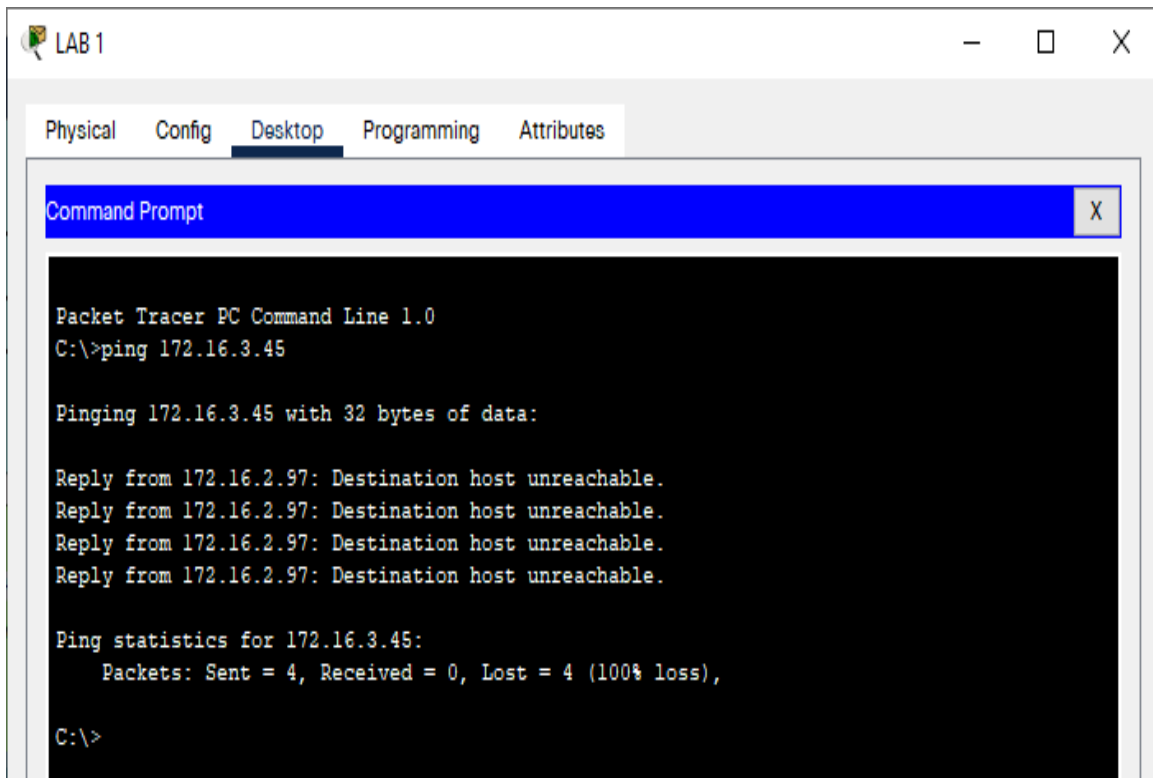 LAB 1
Physical Config Desktop Programming Attributes
Command Prompt X
Packet Tracer PC Command Line 1.0
C:\>ping 172.16.3.45
Pinging 172.16.3.45 with 32 bytes of data:
Reply from 172.16.2.97: Destination host unreachable.
Reply from 172.16.2.97: Destination host unreachable.
Reply from 172.16.2.97: Destination host unreachable.
Reply from 172.16.2.97: Destination host unreachable.
Ping statistics for 172.16.3.45:
    Packets: Sent = 4, Received = 0, Lost = 4 (100% loss),
C:\>